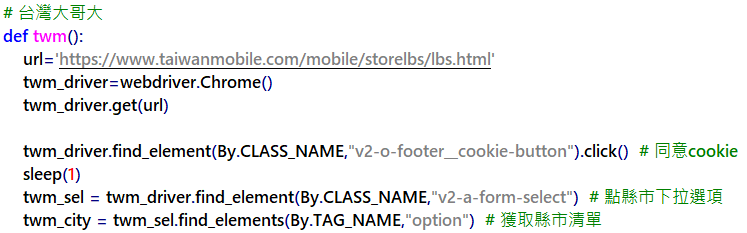 # 台灣大哥大
def twm():
    url='https://www.taiwanmobile.com/mobile/storelbs/lbs.html'
    twm_driver=webdriver.Chrome()
    twm_driver.get(url)

    twm_driver.find_element(By.CLASS_NAME,"v2-o-footer__cookie-button").click()  # 同意cookie
    sleep(1)
    twm_sel = twm_driver.find_element(By.CLASS_NAME,"v2-a-form-select")  # 點縣市下拉選項
    twm_city = twm_sel.find_elements(By.TAG_NAME,"option")  # 獲取縣市清單